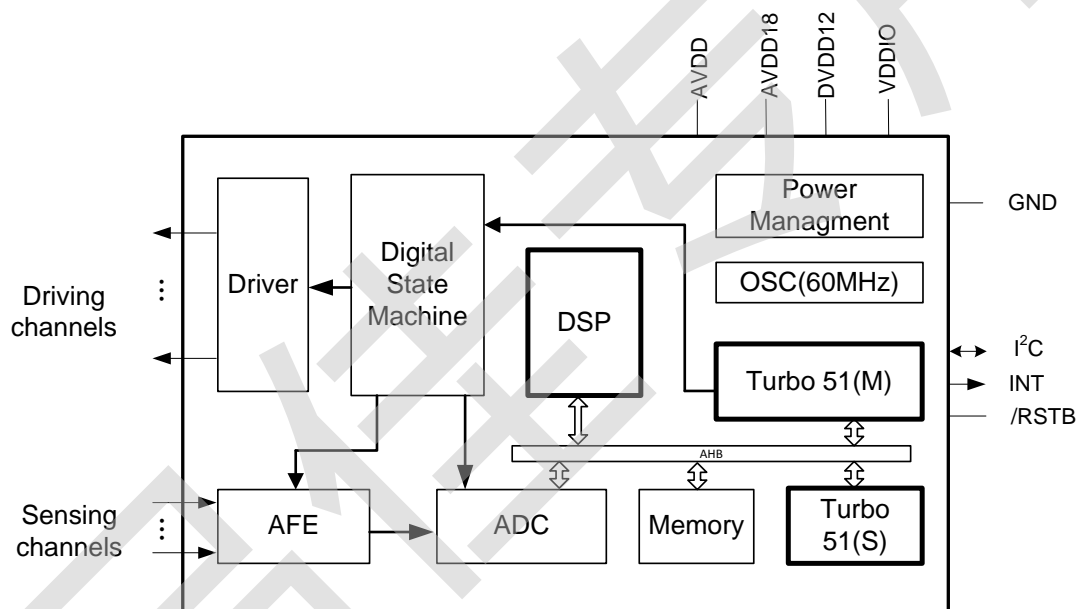 AVDD
AVDD18
DVDD12
VDDIO
Power
Managment
GND
Driver
Digital
State
Machine
DSP
OSC(60MHz)
Driving
channels
Turbo 51(M)
I²C
INT
/RSTB
AHB
Sensing
channels
AFE
ADC
Memory
Turbo
51(S)